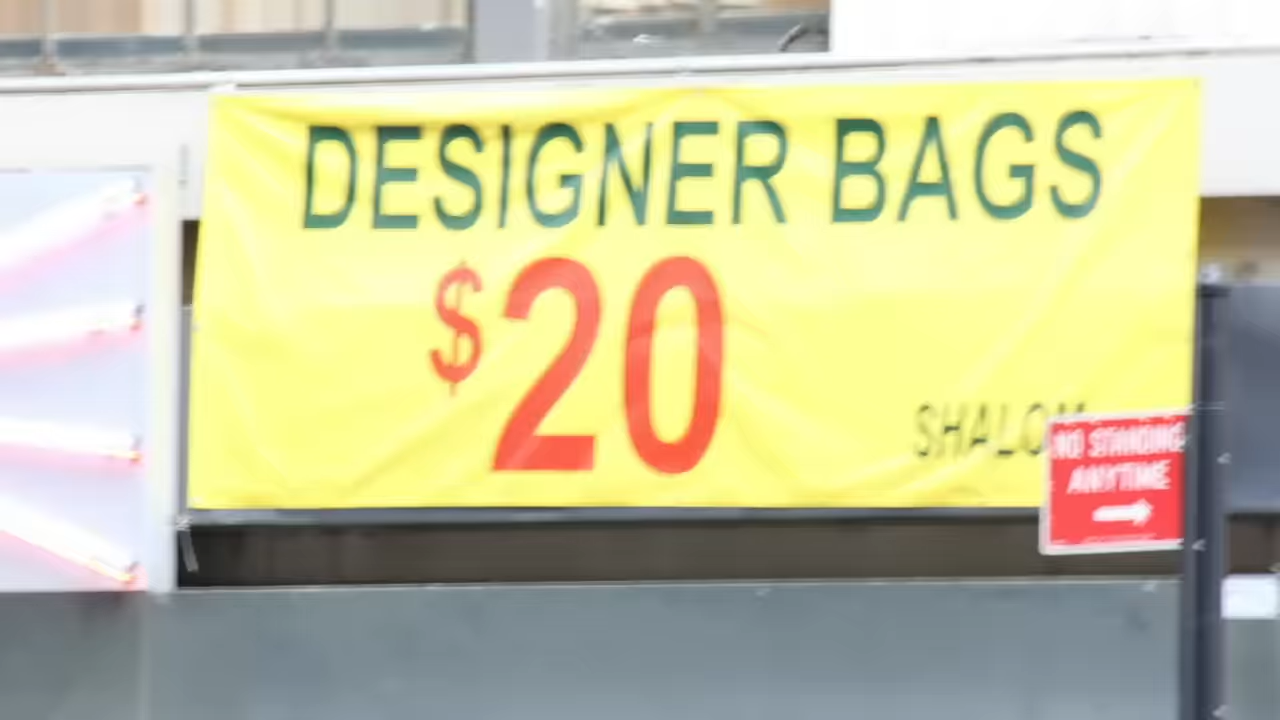 DESIGNER BAGS
$20
SHALOM
NO STANDING
ANYTIME